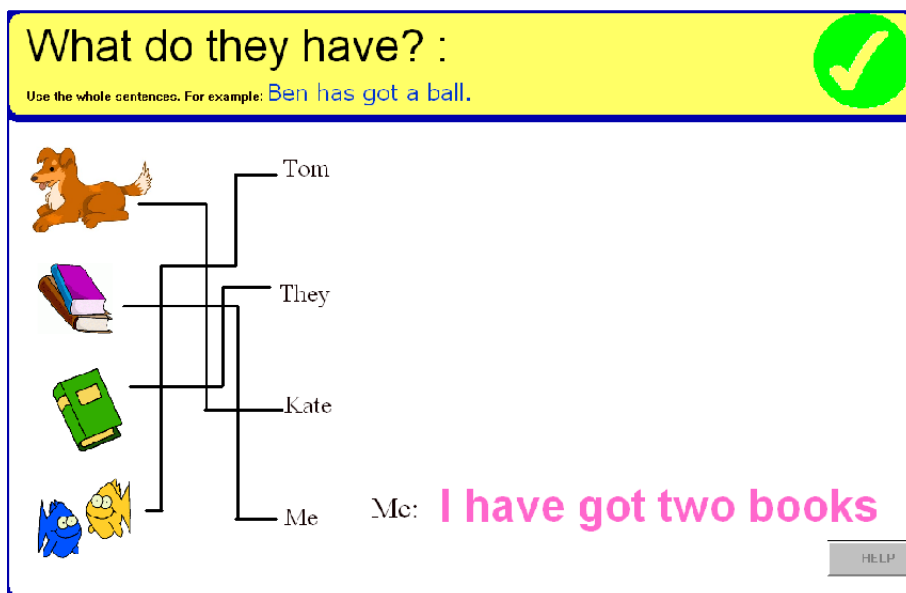 What do they have? :
Use the whole sentences. For example: Ben has got a ball.
Tom
They
Kate
Me
Me: I have got two books
HELP